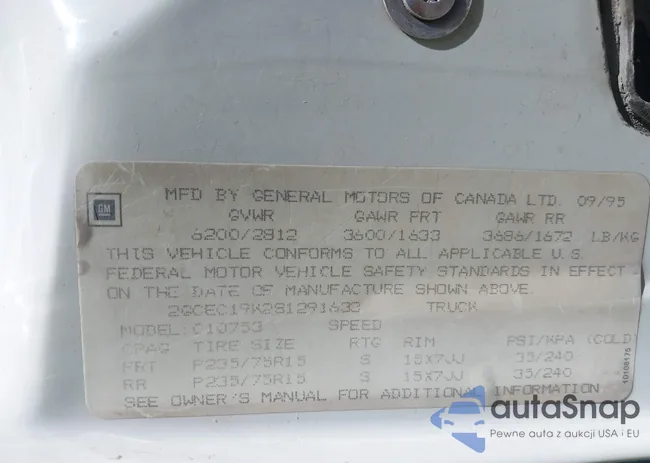 GM
MFD BY GENERAL MOTORS OF CANADA LTD. 09/95
GVWR GAWR FRT GAWR RR
6200/2812 3600/1633 3686/1672 LB/KG
THIS VEHICLE CONFORMS TO ALL APPLICABLE U.S.
FEDERAL MOTOR VEHICLE SAFETY STANDARDS IN EFFECT
ON THE DATE OF MANUFACTURE SHOWN ABOVE.
2GCEC19K2S1291633 TRUCK
MODEL: C10753 SPEED
TIRE SIZE RTG RIM PSI/KPA (COLD)
FRT P235/75R15 S 15X7JJ 35/240
RR P235/75R15 S 15X7JJ 35/240
SEE OWNER'S MANUAL FOR ADDITIONAL INFORMATION
10108175
autoSnap
Pewne auta z aukcji USA i EU